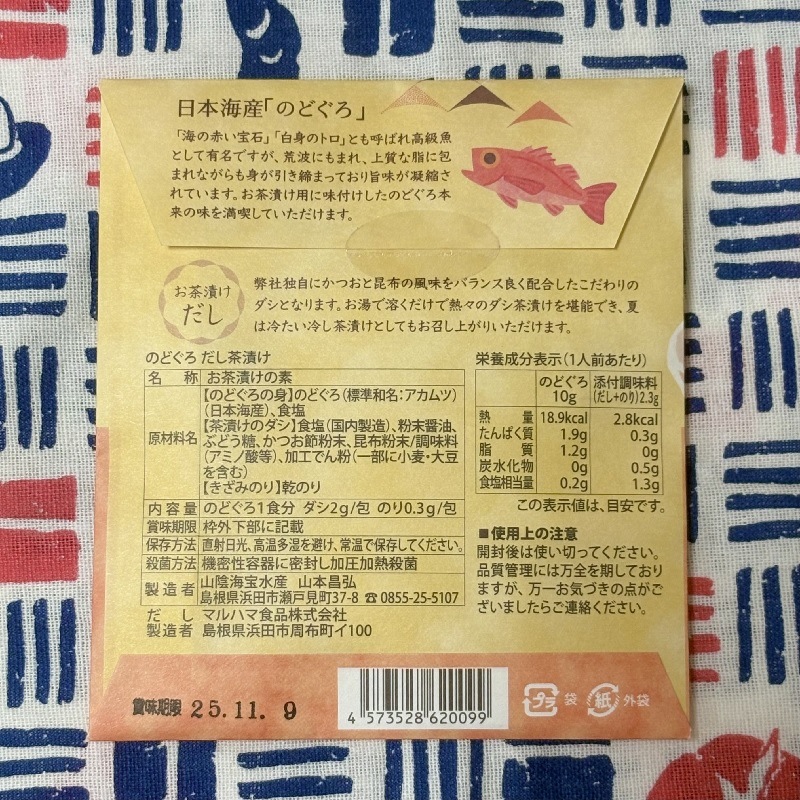 日本海産「のどぐろ」
「海の赤い宝石」「白身のトロ」とも呼ばれ高級魚
として有名ですが、荒波にもまれ、上質な脂に包
まれながらも身が引き締まっており旨味が凝縮さ
れています。お茶漬け用に味付けしたのどぐろ本
来の味を満喫していただけます。
お茶漬け
だし
弊社独自にかつおと昆布の風味をバランス良く配合したこだわりの
ダシとなります。お湯で溶くだけで熱々のダシ茶漬けを堪能でき、夏
は冷たい冷し茶漬けとしてもお召し上がりいただけます。
のどぐろ だし茶漬け
名 称 お茶漬けの素
原材料名 【のどぐろの身】のどぐろ(標準和名:アカムツ)
(日本海産)、食塩
【茶漬けのダシ】食塩(国内製造)、粉末醤油、
ぶどう糖、かつお節粉末、昆布粉末/調味料
(アミノ酸等)、加工でん粉(一部に小麦・大豆
を含む)
【きざみのり】乾のり
内 容 量 のどぐろ1食分 ダシ2g/包 のり0.3g/包
賞味期限 枠外下部に記載
保存方法 直射日光、高温多湿を避け、常温で保存してください。
殺菌方法 機密性容器に密封し加圧加熱殺菌
製 造 者 山陰海宝水産 山本昌弘
島根県浜田市瀬戸見町37-8 ☎0855-25-5107
だ し マルハマ食品株式会社
製 造 者 島根県浜田市周布町イ100
栄養成分表示(1人前あたり)
のどぐろ 10g 添付調味料 (だし+のり)2.3g
熱 量 18.9kcal 2.8kcal
たんぱく質 1.9g 0.3g
脂 質 1.2g 0g
炭水化物 0g 0.5g
食塩相当量 0.2g 1.3g
この表示値は、目安です。
■使用上の注意
開封後は使い切ってください。
品質管理には万全を期しており
ますが、万一お気づきの点がご
ざいましたらご連絡ください。
賞味期限 25.11. 9
4 573528 620099
プラ 袋 紙 外袋